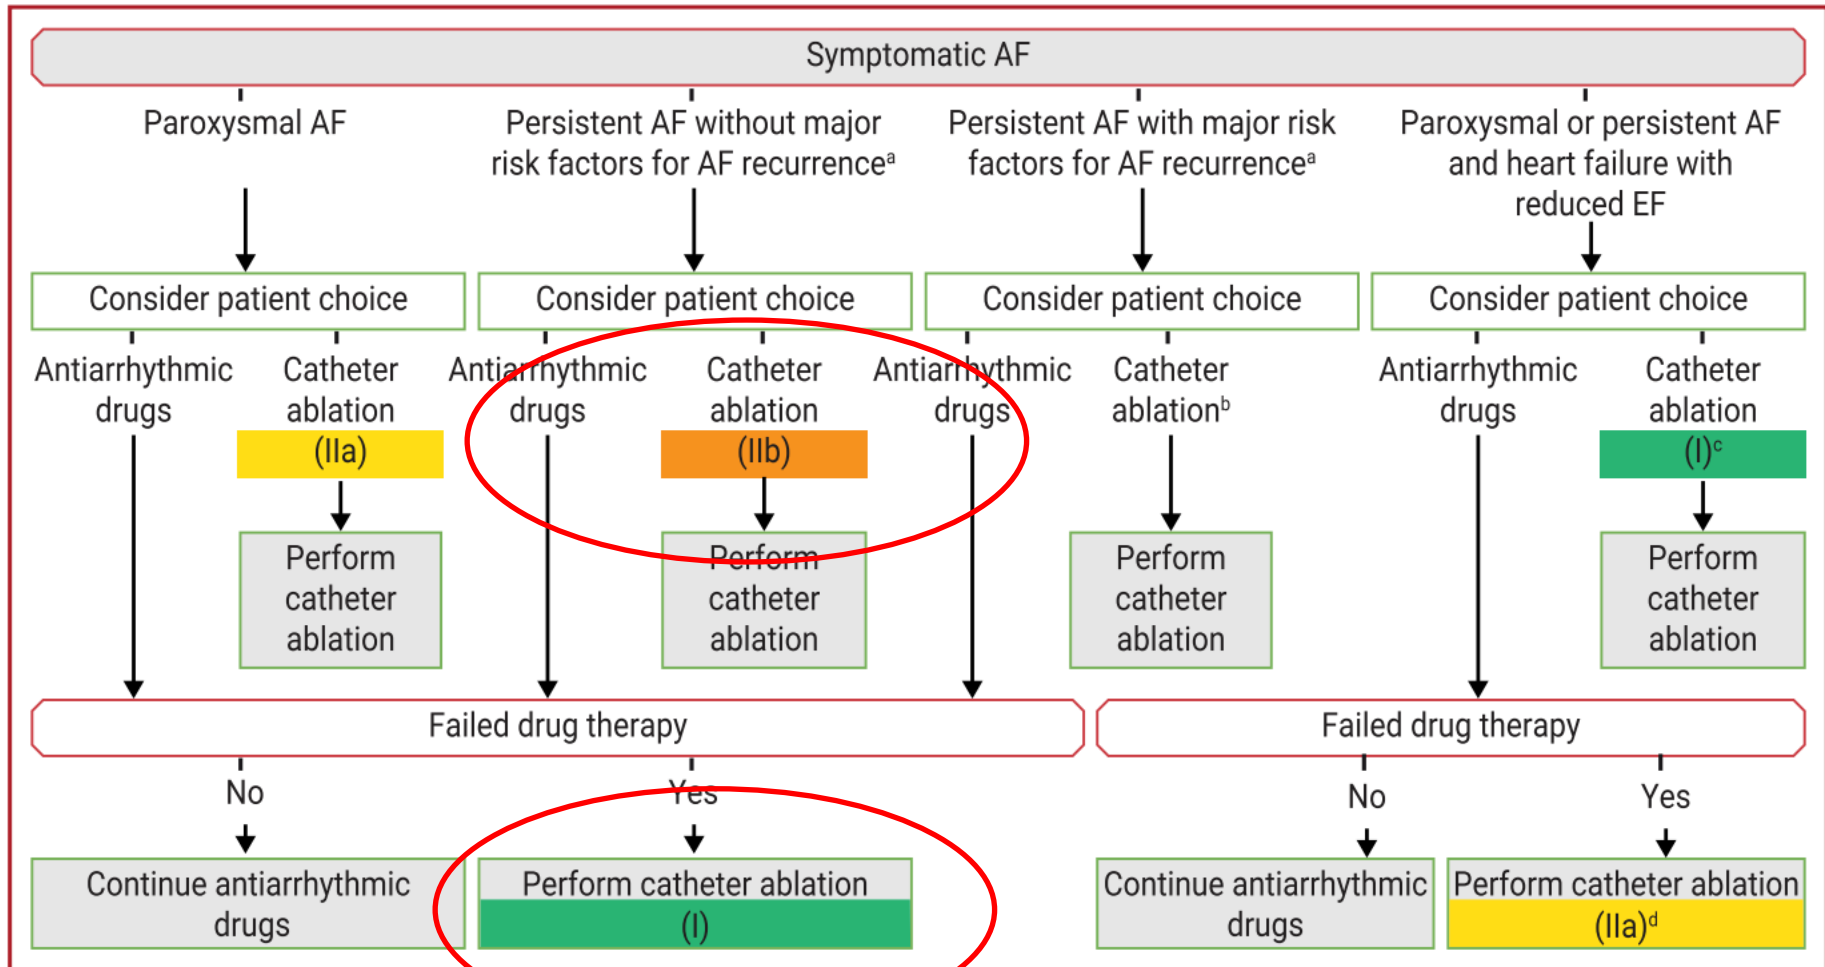 Symptomatic AF
Paroxysmal AF
Persistent AF without major
risk factors for AF recurrenceᵃ
Persistent AF with major risk
factors for AF recurrenceᵃ
Paroxysmal or persistent AF
and heart failure with
reduced EF
Consider patient choice
Consider patient choice
Consider patient choice
Consider patient choice
Antiarrhythmic
drugs
Catheter
ablation
(IIa)
Antiarrhythmic
drugs
Catheter
ablation
(IIb)
Antiarrhythmic
drugs
Catheter
ablationᵇ
Antiarrhythmic
drugs
Catheter
ablation
(I)ᶜ
Perform
catheter
ablation
Perform
catheter
ablation
Perform
catheter
ablation
Perform
catheter
ablation
Failed drug therapy
Failed drug therapy
No
Yes
No
Yes
Continue antiarrhythmic
drugs
Perform catheter ablation
(I)
Continue antiarrhythmic
drugs
Perform catheter ablation
(IIa)ᵈ